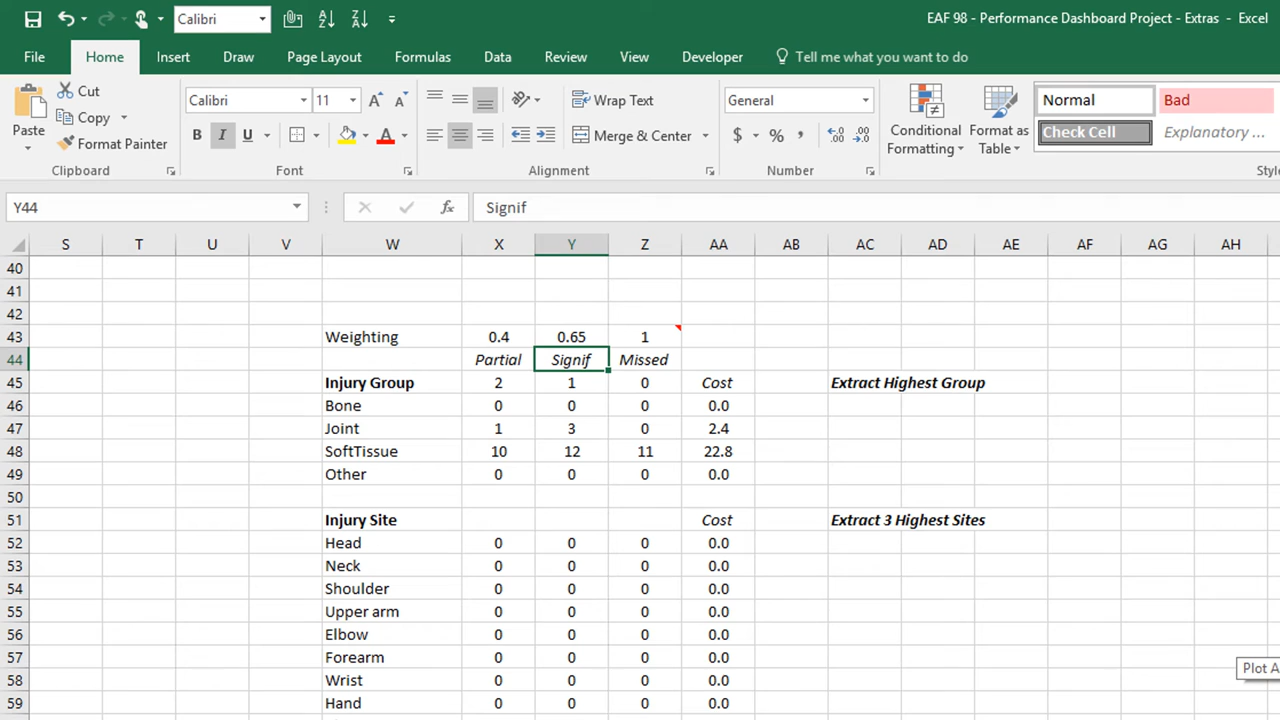 Calibri
EAF 98 - Performance Dashboard Project - Extras - Excel
File Home Insert Draw Page Layout Formulas Data Review View Developer Tell me what you want to do
Paste
Cut
Copy
Format Painter
Clipboard
Calibri 11
B I U
Font
Wrap Text
Merge & Center
Alignment
General
$ % ,
Number
Conditional Formatting
Format as Table
Normal
Bad
Check Cell
Explanatory ...
Y44 fx Signif
S T U V W X Y Z AA AB AC AD AE AF AG AH
40
41
42
43 Weighting 0.4 0.65 1
44 Partial Signif Missed
45 Injury Group 2 1 0 Cost Extract Highest Group
46 Bone 0 0 0 0.0
47 Joint 1 3 0 2.4
48 SoftTissue 10 12 11 22.8
49 Other 0 0 0 0.0
50
51 Injury Site Cost Extract 3 Highest Sites
52 Head 0 0 0 0.0
53 Neck 0 0 0 0.0
54 Shoulder 0 0 0 0.0
55 Upper arm 0 0 0 0.0
56 Elbow 0 0 0 0.0
57 Forearm 0 0 0 0.0
58 Wrist 0 0 0 0.0
Plot A
59 Hand 0 0 0 0.0